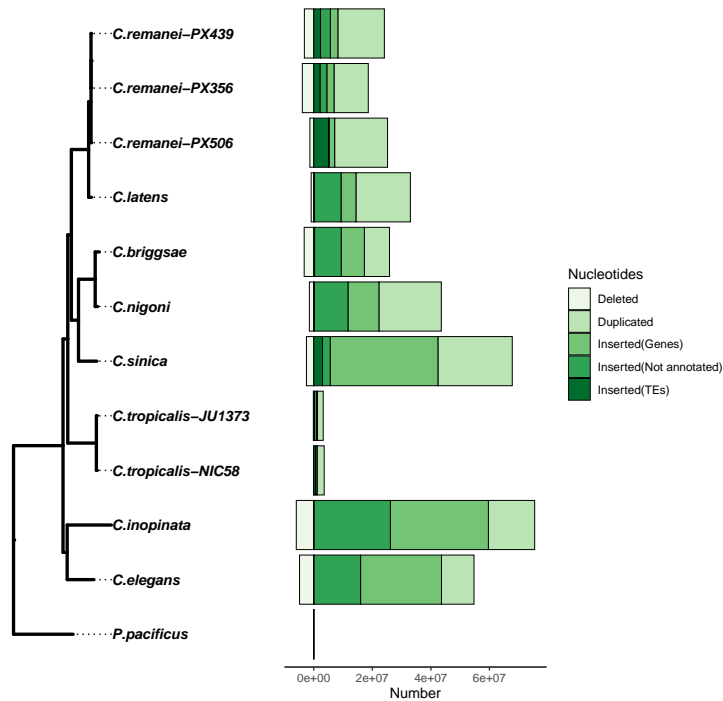 C.remanei−PX439
C.remanei−PX356
C.remanei−PX506
C.latens
C.briggsae
C.nigoni
C.sinica
C.tropicalis−JU1373
C.tropicalis−NIC58
C.inopinata
C.elegans
P.pacificus
0e+00 2e+07 4e+07 6e+07
Number
Nucleotides
Deleted
Duplicated
Inserted(Genes)
Inserted(Not annotated)
Inserted(TEs)